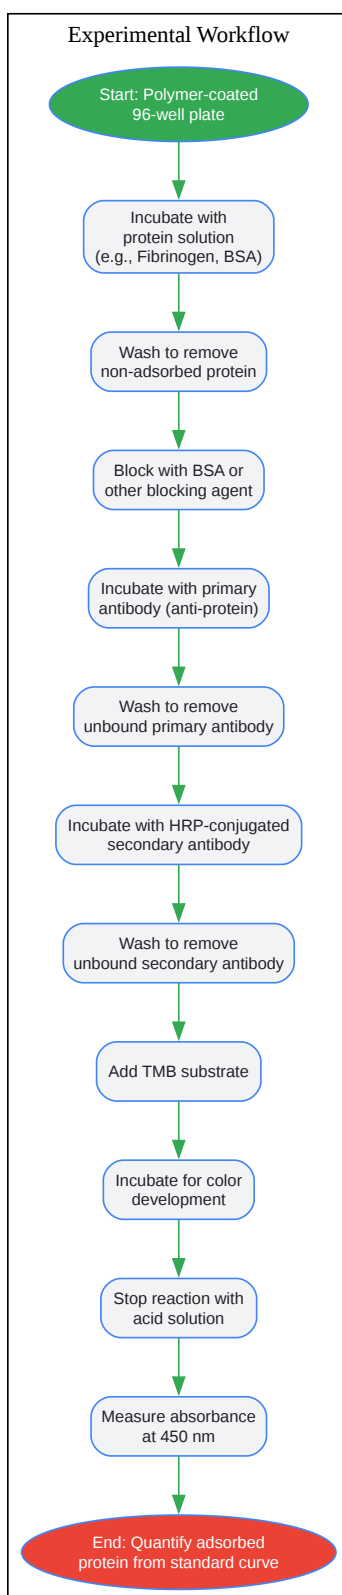 Experimental Workflow
Start: Polymer-coated
96-well plate
Incubate with
protein solution
(e.g., Fibrinogen, BSA)
Wash to remove
non-adsorbed protein
Block with BSA or
other blocking agent
Incubate with primary
antibody (anti-protein)
Wash to remove
unbound primary antibody
Incubate with HRP-conjugated
secondary antibody
Wash to remove
unbound secondary antibody
Add TMB substrate
Incubate for color
development
Stop reaction with
acid solution
Measure absorbance
at 450 nm
End: Quantify adsorbed
protein from standard curve